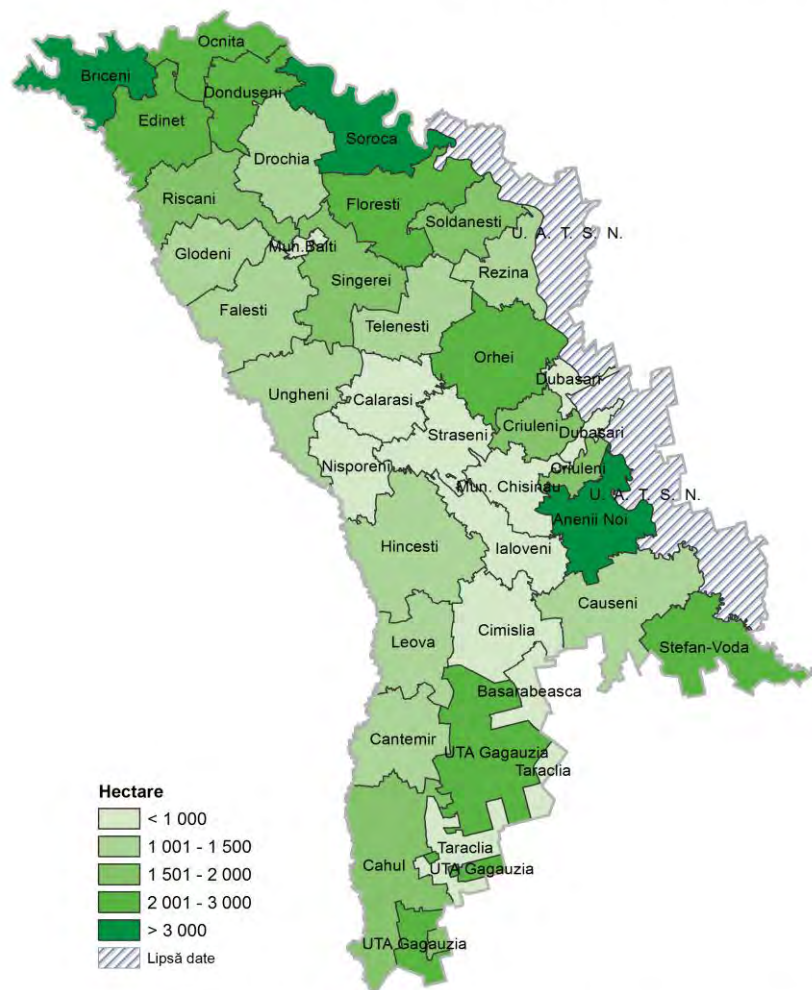 Ocnita
Briceni
Donduseni
Edinet
Soroca
Drochia
Riscani
Floresti
Soldanesti
U. A. T. S. N.
Mun.Balti
Glodeni
Rezina
Singerei
Falesti
Telenesti
Orhei
Dubasari
Ungheni
Calarasi
Criuleni
Straseni
Dubasari
Nisporeni
Criuleni
Mun. Chisinau
U. A. T. S. N.
Anenii Noi
Hincesti
Ialoveni
Causeni
Cimislia
Leova
Stefan-Voda
Basarabeasca
Cantemir
UTA Gagauzia
Taraclia
Hectare
< 1 000
1 001 - 1 500
1 501 - 2 000
2 001 - 3 000
> 3 000
Lipsă date
Taraclia
Cahul
UTA Gagauzia
UTA Gagauzia